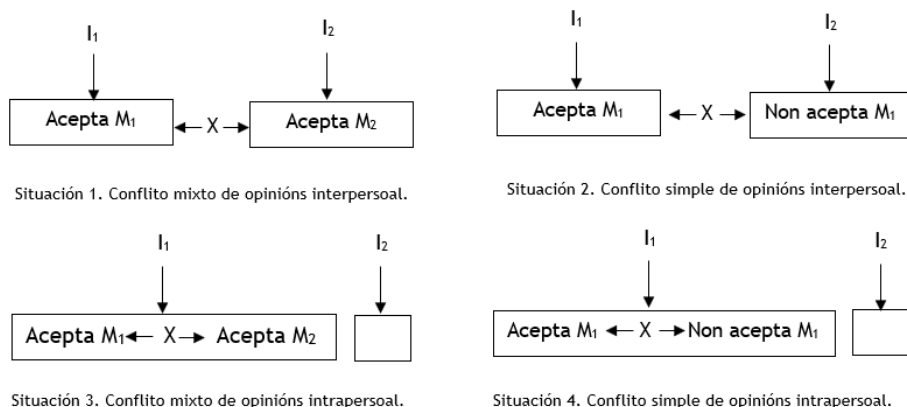 I₁
I₂
Acepta M₁
X
Acepta M₂
Situación 1. Conflito mixto de opinións interpersoal.
I₁
I₂
Acepta M₁
X
Non acepta M₁
Situación 2. Conflito simple de opinións interpersoal.
I₁
I₂
Acepta M₁
X
Acepta M₂
Situación 3. Conflito mixto de opinións intrapersoal.
I₁
I₂
Acepta M₁
X
Non acepta M₁
Situación 4. Conflito simple de opinións intrapersoal.